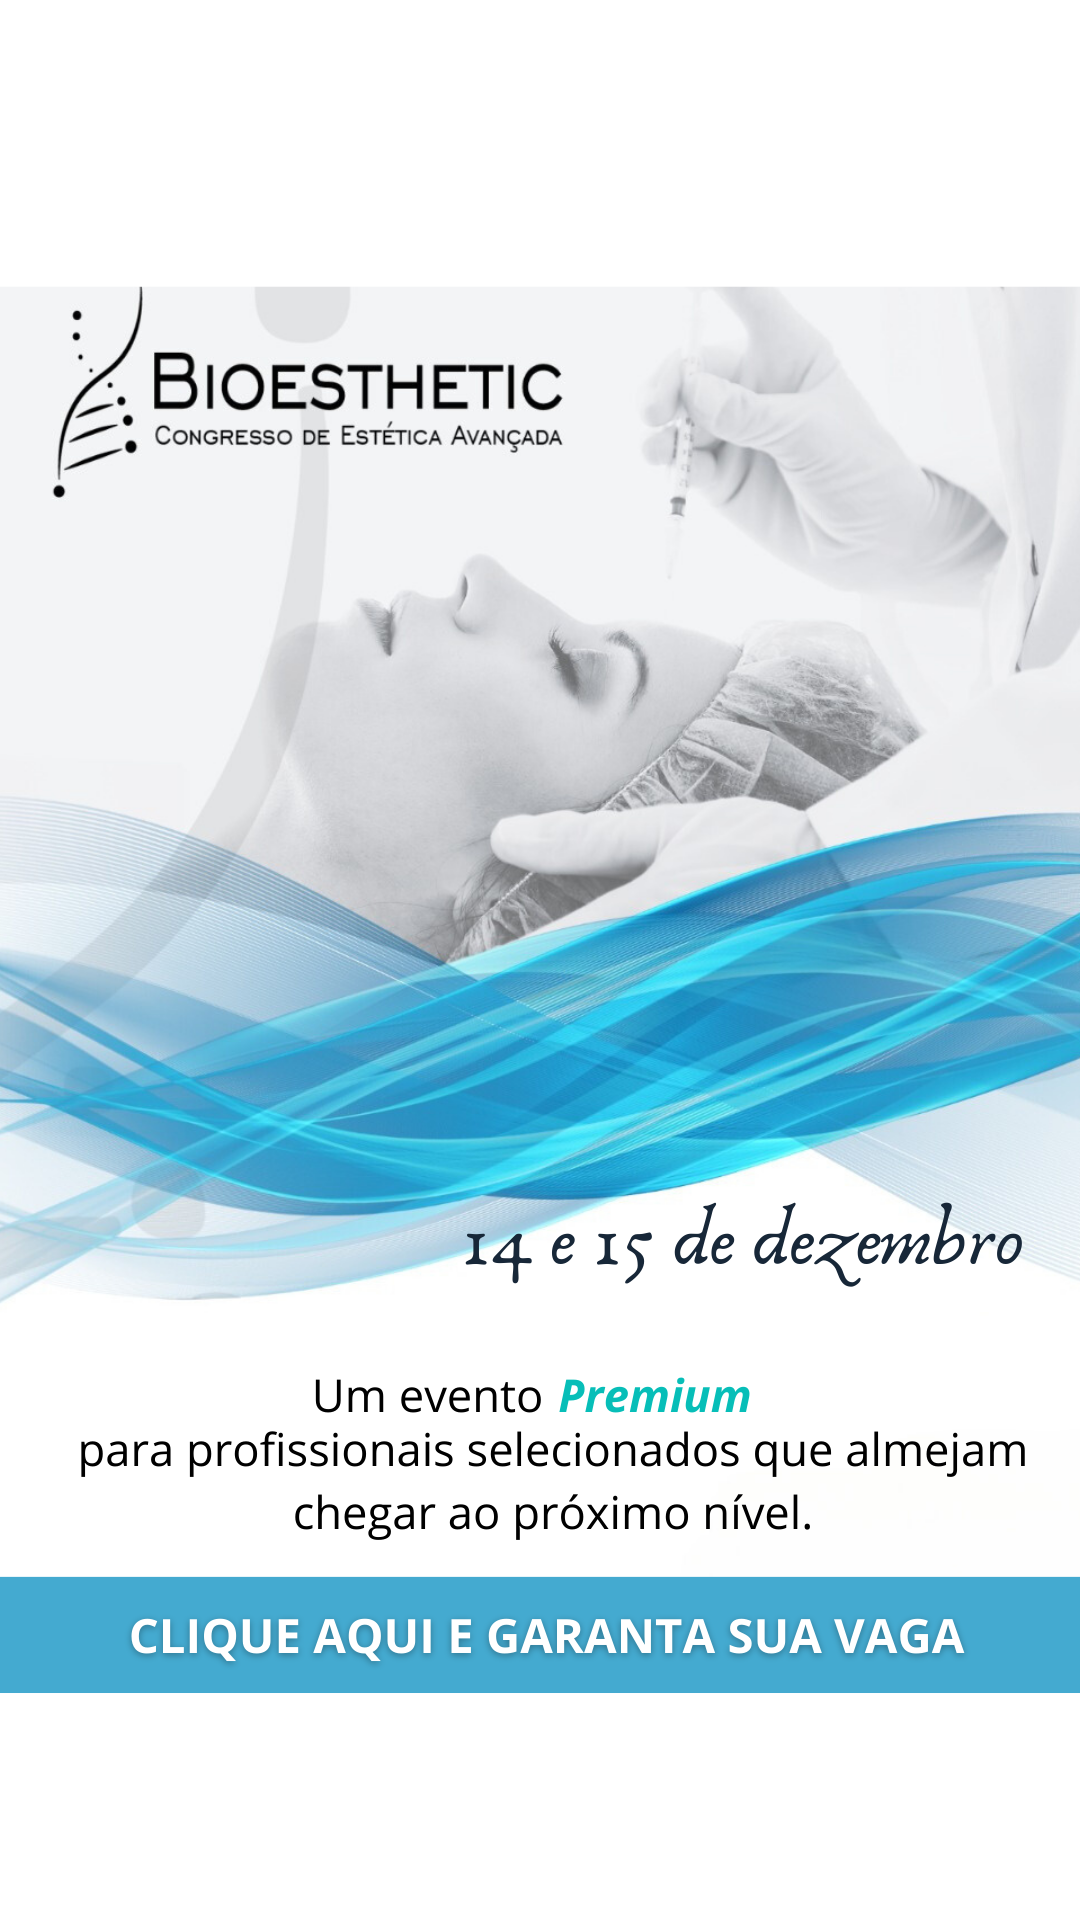 BIOESTHETIC
CONGRESSO DE ESTÉTICA AVANÇADA
14 e 15 de dezembro
Um evento Premium
para profissionais selecionados que almejam
chegar ao próximo nível.
CLIQUE AQUI E GARANTA SUA VAGA